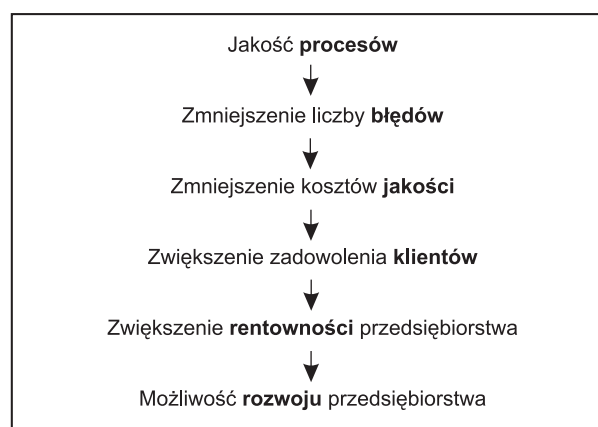 Jakość procesów
Zmniejszenie liczby błędów
Zmniejszenie kosztów jakości
Zwiększenie zadowolenia klientów
Zwiększenie rentowności przedsiębiorstwa
Możliwość rozwoju przedsiębiorstwa